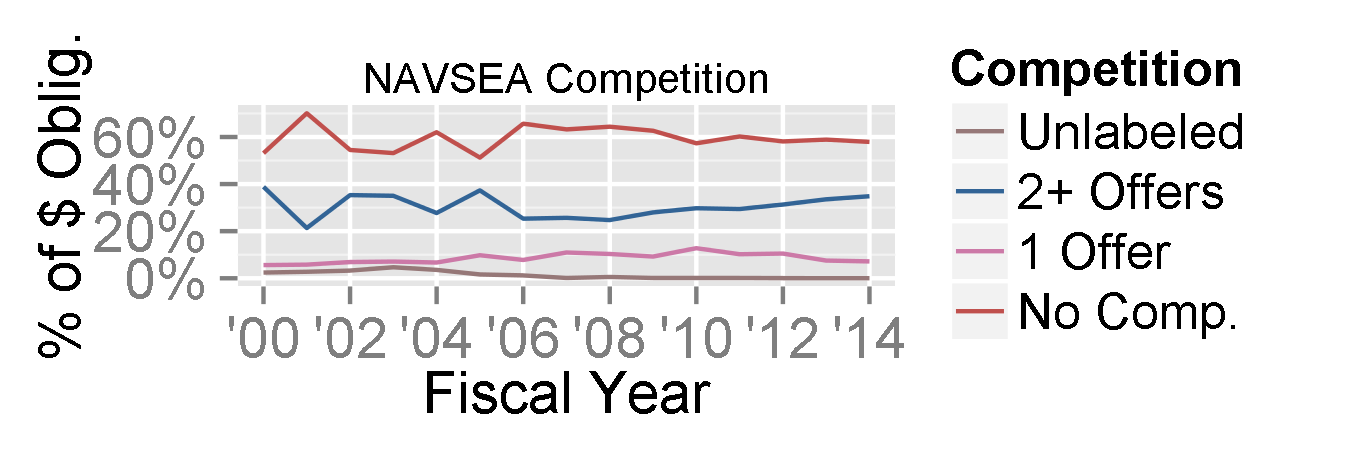 NAVSEA Competition
% of $ Oblig.
60%
40%
20%
0%
'00 '02 '04 '06 '08 '10 '12 '14
Fiscal Year
Competition
Unlabeled
2+ Offers
1 Offer
No Comp.